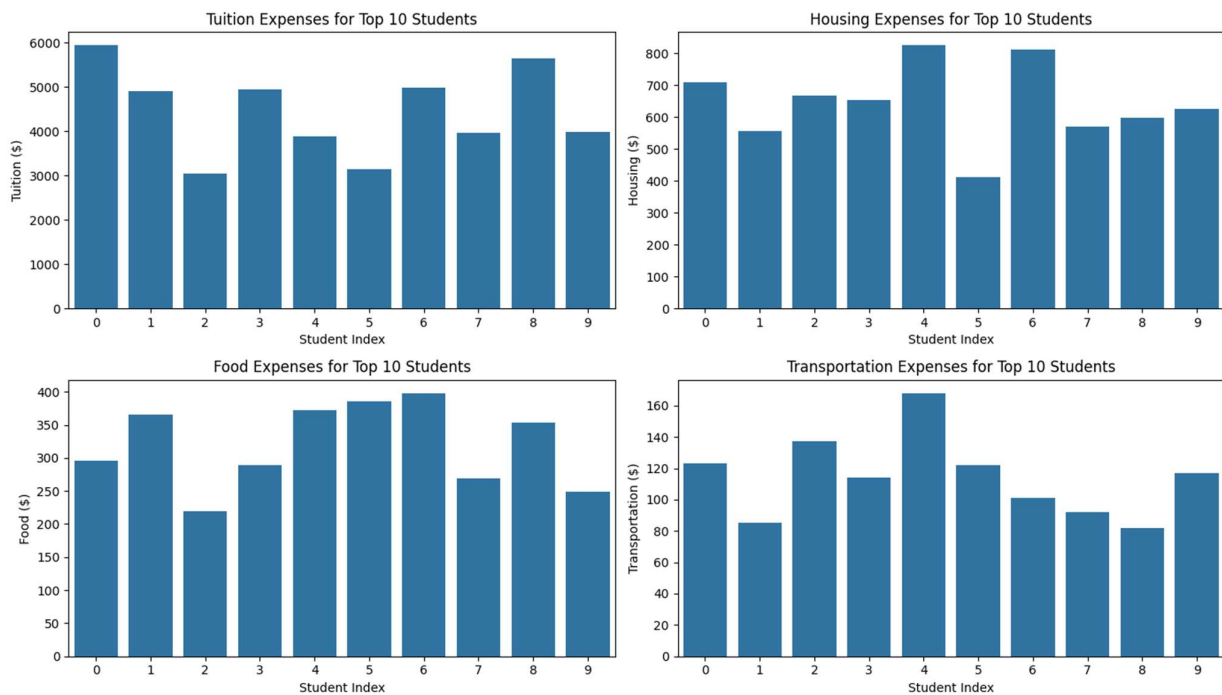 Tuition Expenses for Top 10 Students
6000
5000
4000
3000
2000
1000
0
Tuition ($)
0 1 2 3 4 5 6 7 8 9
Student Index
Housing Expenses for Top 10 Students
800
700
600
500
400
300
200
100
0
Housing ($)
0 1 2 3 4 5 6 7 8 9
Student Index
Food Expenses for Top 10 Students
400
350
300
250
200
150
100
50
0
Food ($)
0 1 2 3 4 5 6 7 8 9
Student Index
Transportation Expenses for Top 10 Students
160
140
120
100
80
60
40
20
0
Transportation ($)
0 1 2 3 4 5 6 7 8 9
Student Index